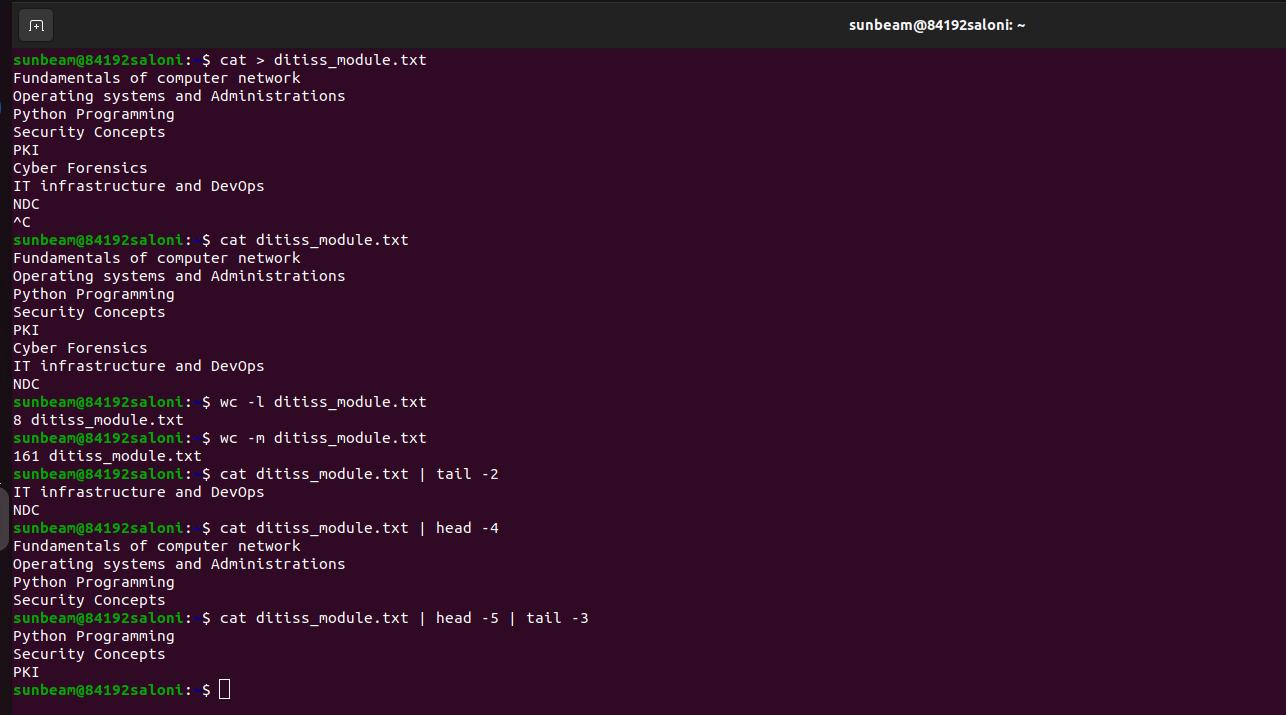 sunbeam@84192saloni: ~
sunbeam@84192saloni:~$ cat > ditiss_module.txt
Fundamentals of computer network
Operating systems and Administrations
Python Programming
Security Concepts
PKI
Cyber Forensics
IT infrastructure and DevOps
NDC
^C
sunbeam@84192saloni:~$ cat ditiss_module.txt
Fundamentals of computer network
Operating systems and Administrations
Python Programming
Security Concepts
PKI
Cyber Forensics
IT infrastructure and DevOps
NDC
sunbeam@84192saloni:~$ wc -l ditiss_module.txt
8 ditiss_module.txt
sunbeam@84192saloni:~$ wc -m ditiss_module.txt
161 ditiss_module.txt
sunbeam@84192saloni:~$ cat ditiss_module.txt | tail -2
IT infrastructure and DevOps
NDC
sunbeam@84192saloni:~$ cat ditiss_module.txt | head -4
Fundamentals of computer network
Operating systems and Administrations
Python Programming
Security Concepts
sunbeam@84192saloni:~$ cat ditiss_module.txt | head -5 | tail -3
Python Programming
Security Concepts
PKI
sunbeam@84192saloni:~$